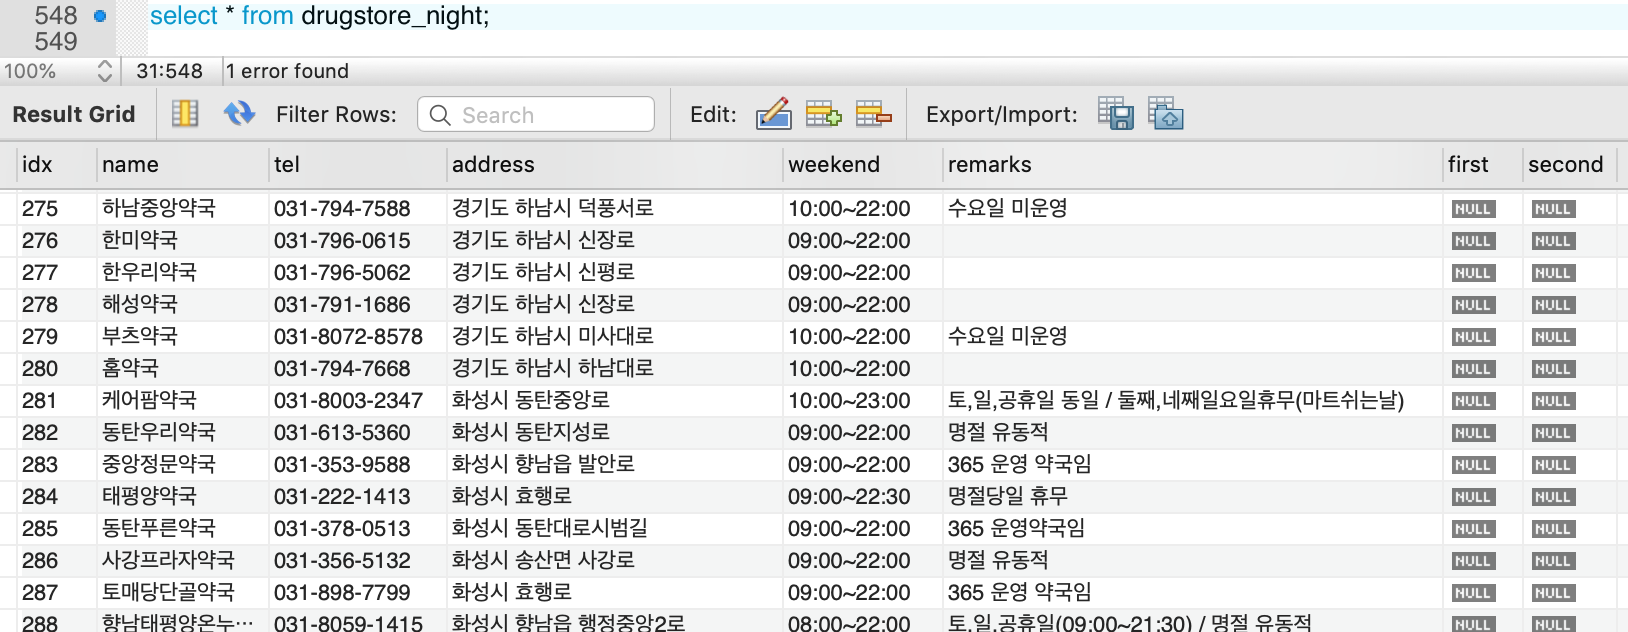 548 select * from drugstore_night;
549
100% 31:548 1 error found
Result Grid Filter Rows: Search Edit: Export/Import:
idx name tel address weekend remarks first second
275 하남중앙약국 031-794-7588 경기도 하남시 덕풍서로 10:00~22:00 수요일 미운영 NULL NULL
276 한미약국 031-796-0615 경기도 하남시 신장로 09:00~22:00 NULL NULL
277 한우리약국 031-796-5062 경기도 하남시 신평로 09:00~22:00 NULL NULL
278 해성약국 031-791-1686 경기도 하남시 신장로 09:00~22:00 NULL NULL
279 부츠약국 031-8072-8578 경기도 하남시 미사대로 10:00~22:00 수요일 미운영 NULL NULL
280 홈약국 031-794-7668 경기도 하남시 하남대로 10:00~22:00 NULL NULL
281 케어팜약국 031-8003-2347 화성시 동탄중앙로 10:00~23:00 토,일,공휴일 동일 / 둘째,네째일요일휴무(마트쉬는날) NULL NULL
282 동탄우리약국 031-613-5360 화성시 동탄지성로 09:00~22:00 명절 유동적 NULL NULL
283 중앙정문약국 031-353-9588 화성시 향남읍 발안로 09:00~22:00 365 운영 약국임 NULL NULL
284 태평양약국 031-222-1413 화성시 효행로 09:00~22:30 명절당일 휴무 NULL NULL
285 동탄푸른약국 031-378-0513 화성시 동탄대로시범길 09:00~22:00 365 운영약국임 NULL NULL
286 사강프라자약국 031-356-5132 화성시 송산면 사강로 09:00~22:00 명절 유동적 NULL NULL
287 토매당단골약국 031-898-7799 화성시 효행로 09:00~22:00 365 운영 약국임 NULL NULL
288 향남태평양온누… 031-8059-1415 화성시 향남읍 행정중앙2로 08:00~22:00 토,일,공휴일(09:00~21:30) / 명절 유동적 NULL NULL